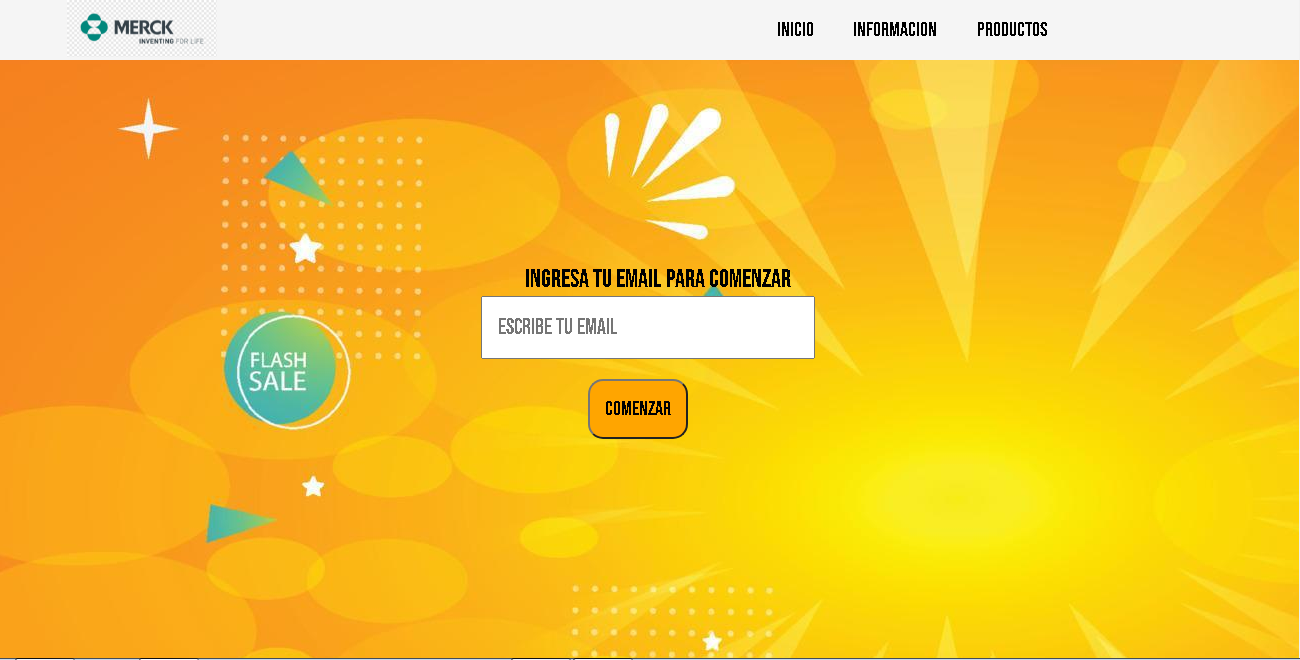 MERCK
INVENTING FOR LIFE
INICIO INFORMACION PRODUCTOS
INGRESA TU EMAIL PARA COMENZAR
ESCRIBE TU EMAIL
FLASH
SALE
COMENZAR